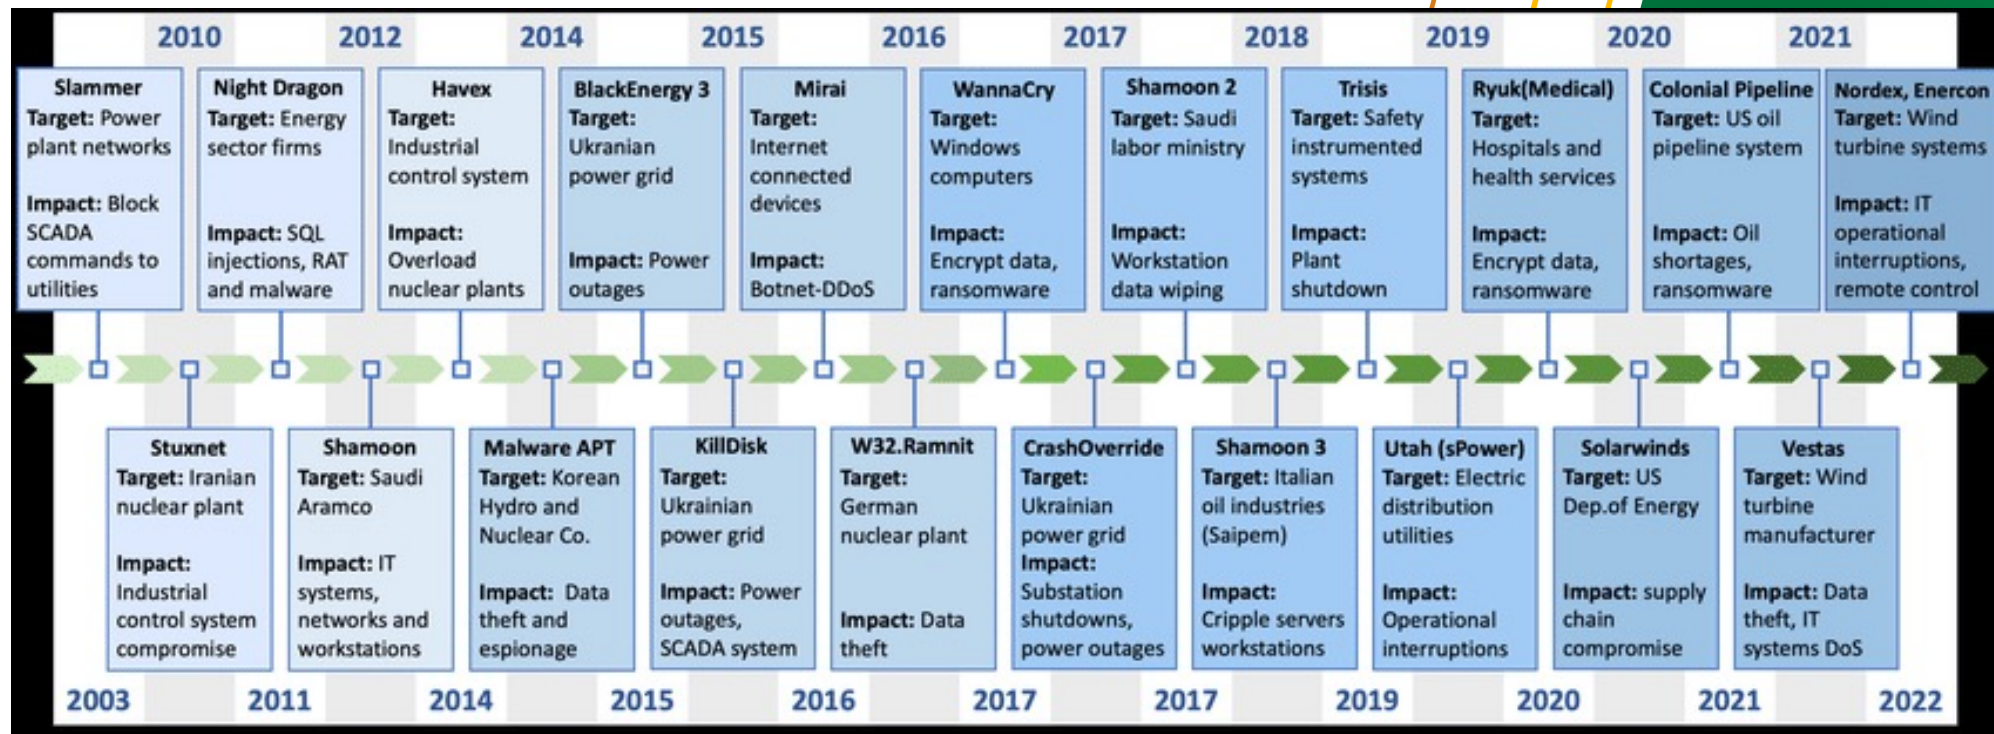 2010
2012
2014
2015
2016
2017
2018
2019
2020
2021
Slammer
Target: Power
plant networks
Impact: Block
SCADA
commands to
utilities
Night Dragon
Target: Energy
sector firms
Impact: SQL
injections, RAT
and malware
Havex
Target:
Industrial
control system
Impact:
Overload
nuclear plants
BlackEnergy 3
Target:
Ukranian
power grid
Impact: Power
outages
Mirai
Target:
Internet
connected
devices
Impact:
Botnet-DDoS
WannaCry
Target:
Windows
computers
Impact:
Encrypt data,
ransomware
Shamoon 2
Target: Saudi
labor ministry
Impact:
Workstation
data wiping
Trisis
Target: Safety
instrumented
systems
Impact:
Plant
shutdown
Ryuk(Medical)
Target:
Hospitals and
health services
Impact:
Encrypt data,
ransomware
Colonial Pipeline
Target: US oil
pipeline system
Impact: Oil
shortages,
ransomware
Nordex, Enercon
Target: Wind
turbine systems
Impact: IT
operational
interruptions,
remote control
Stuxnet
Target: Iranian
nuclear plant
Impact:
Industrial
control system
compromise
Shamoon
Target: Saudi
Aramco
Impact: IT
systems,
networks and
workstations
Malware APT
Target: Korean
Hydro and
Nuclear Co.
Impact: Data
theft and
espionage
KillDisk
Target:
Ukrainian
power grid
Impact: Power
outages,
SCADA system
W32.Ramnit
Target:
German
nuclear plant
Impact: Data
theft
CrashOverride
Target:
Ukrainian
power grid
Impact:
Substation
shutdowns,
power outages
Shamoon 3
Target: Italian
oil industries
(Saipem)
Impact:
Cripple servers
workstations
Utah (sPower)
Target: Electric
distribution
utilities
Impact:
Operational
interruptions
Solarwinds
Target: US
Dep.of Energy
Impact: supply
chain
compromise
Vestas
Target: Wind
turbine
manufacturer
Impact: Data
theft, IT
systems DoS
2003
2011
2014
2015
2016
2017
2017
2019
2020
2021
2022